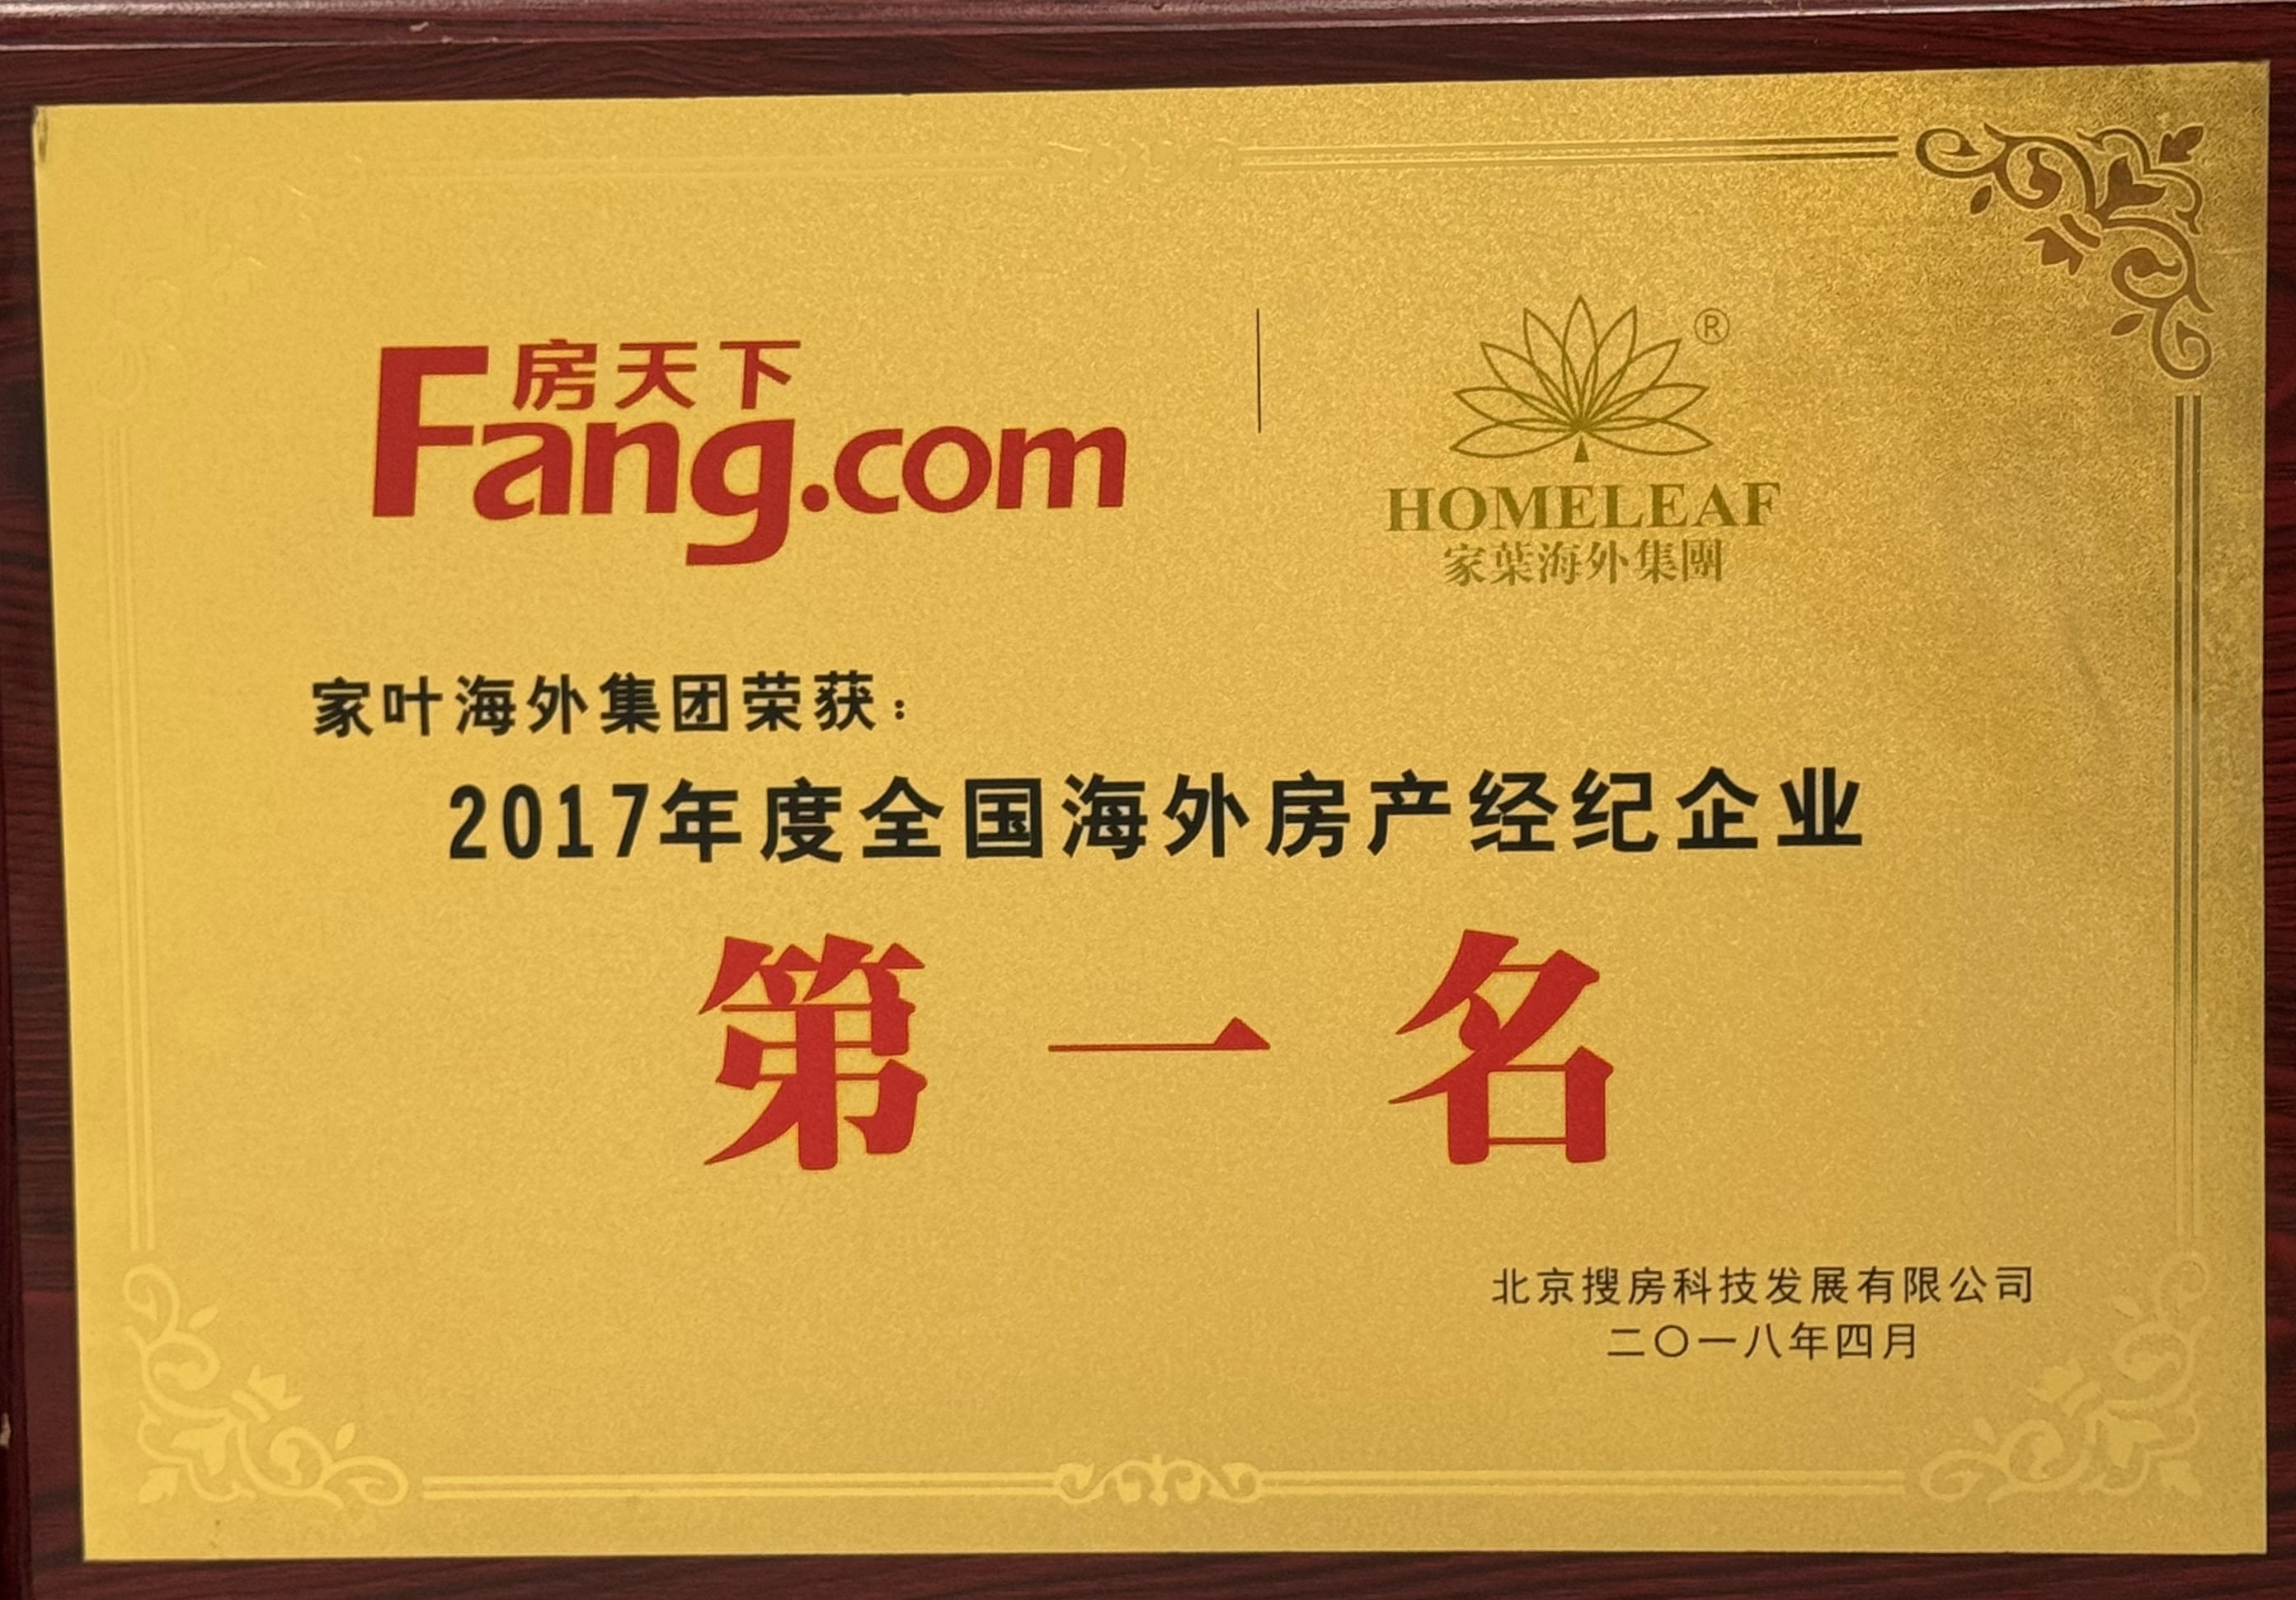 房天下
Fang.com
®
HOMELEAF
家葉海外集團
家叶海外集团荣获：
2017年度全国海外房产经纪企业
第一名
北京搜房科技发展有限公司
二〇一八年四月